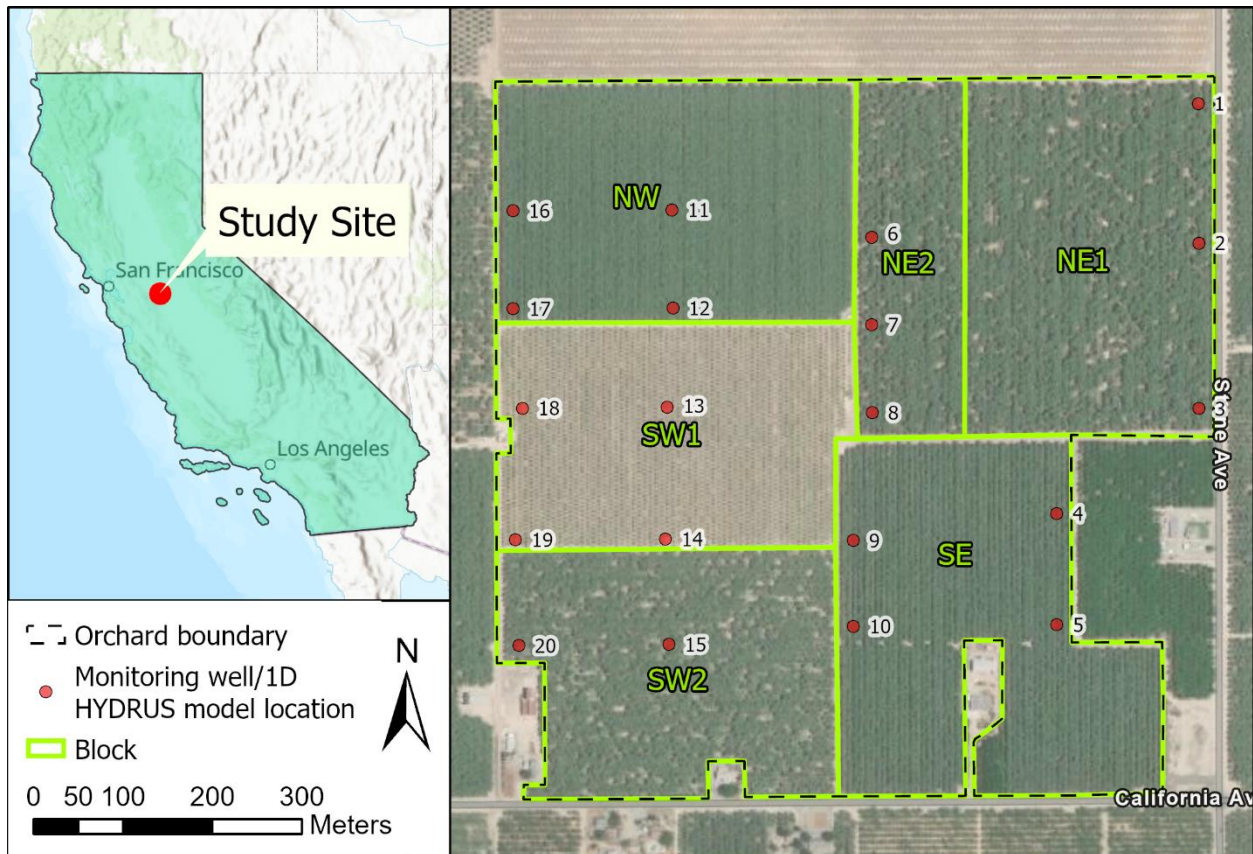 Study Site
San Francisco
Los Angeles
Orchard boundary
Monitoring well/1D
HYDRUS model location
Block
N
0 50 100 200 300
Meters
1
16
NW
11
6
2
NE2
NE1
17
12
7
18
13
8
3
SW1
Stone Ave
4
19
14
9
SE
10
5
20
15
SW2
California Av